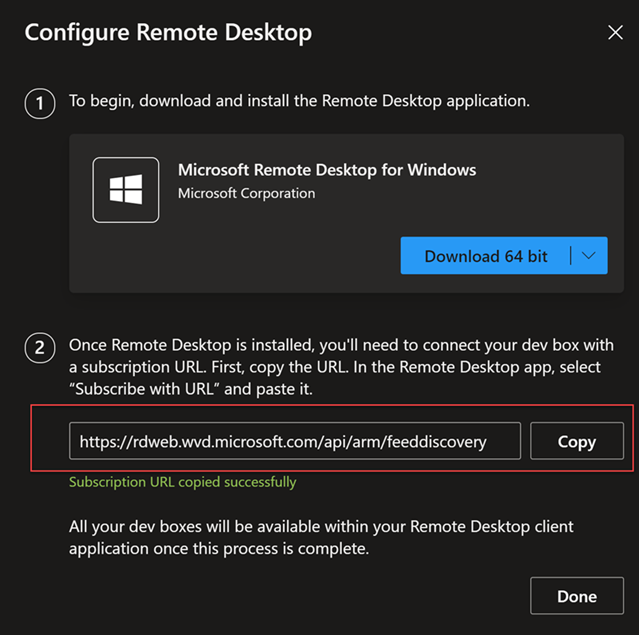 Configure Remote Desktop
1
To begin, download and install the Remote Desktop application.
Microsoft Remote Desktop for Windows
Microsoft Corporation
Download 64 bit
2
Once Remote Desktop is installed, you'll need to connect your dev box with
a subscription URL. First, copy the URL. In the Remote Desktop app, select
“Subscribe with URL” and paste it.
https://rdweb.wvd.microsoft.com/api/arm/feeddiscovery
Copy
Subscription URL copied successfully
All your dev boxes will be available within your Remote Desktop client
application once this process is complete.
Done